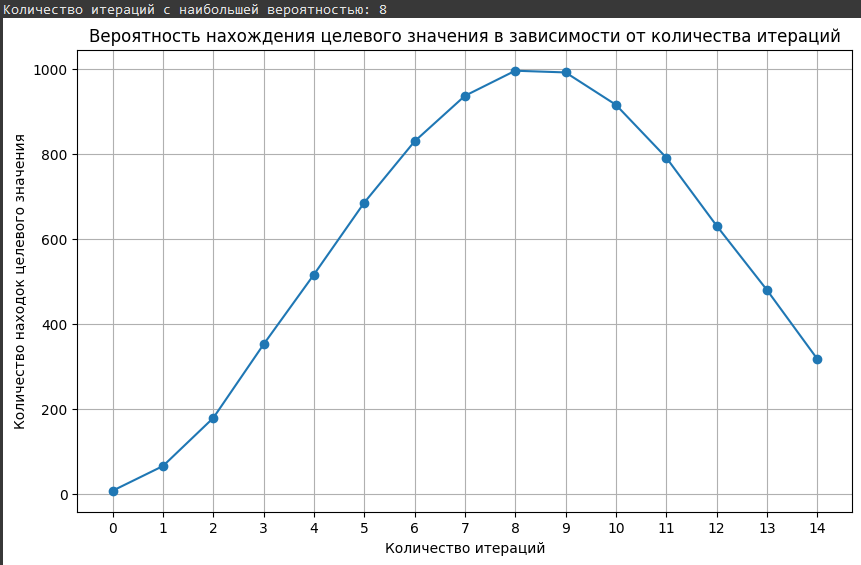 Количество итераций с наибольшей вероятностью: 8
Вероятность нахождения целевого значения в зависимости от количества итераций
1000
800
600
400
200
0
Количество находок целевого значения
0 1 2 3 4 5 6 7 8 9 10 11 12 13 14
Количество итераций